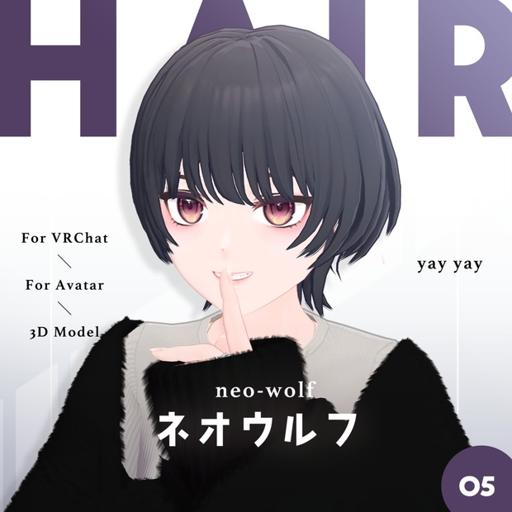 HAIR
For VRChat
For Avatar
3D Model
yay yay
neo-wolf
ネオウルフ
05